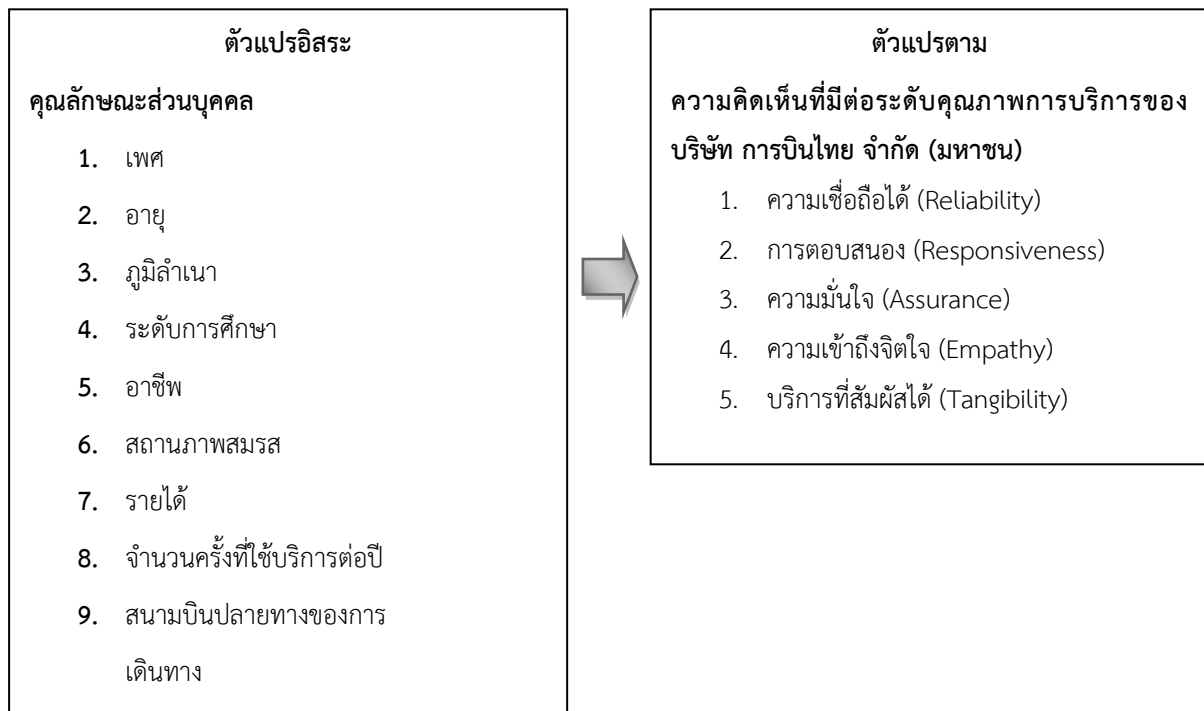 ตัวแปรอิสระ
คุณลักษณะส่วนบุคคล
1. เพศ
2. อายุ
3. ภูมิลำเนา
4. ระดับการศึกษา
5. อาชีพ
6. สถานภาพสมรส
7. รายได้
8. จำนวนครั้งที่ใช้บริการต่อปี
9. สนามบินปลายทางของการ
เดินทาง
ตัวแปรตาม
ความคิดเห็นที่มีต่อระดับคุณภาพการบริการของ
บริษัท การบินไทย จำกัด (มหาชน)
1. ความเชื่อถือได้ (Reliability)
2. การตอบสนอง (Responsiveness)
3. ความมั่นใจ (Assurance)
4. ความเข้าถึงจิตใจ (Empathy)
5. บริการที่สัมผัสได้ (Tangibility)